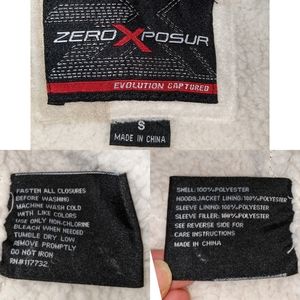 ZEROXPOSUR
EVOLUTION CAPTURED
S
MADE IN CHINA
FASTEN ALL CLOSURES
BEFORE WASHING
MACHINE WASH COLD
WITH LIKE COLORS
USE ONLY NON-CHLORINE
BLEACH WHEN NEEDED
TUMBLE DRY LOW
REMOVE PROMPTLY
DO NOT IRON
RN#117732
SHELL: 100%POLYESTER
HOOD&JACKET LINING: 100%POLYESTER
SLEEVE LINING: 100%POLYESTER
SLEEVE FILLER: 100%POLYESTER
SEE REVERSE SIDE FOR
CARE INSTRUCTIONS
MADE IN CHINA